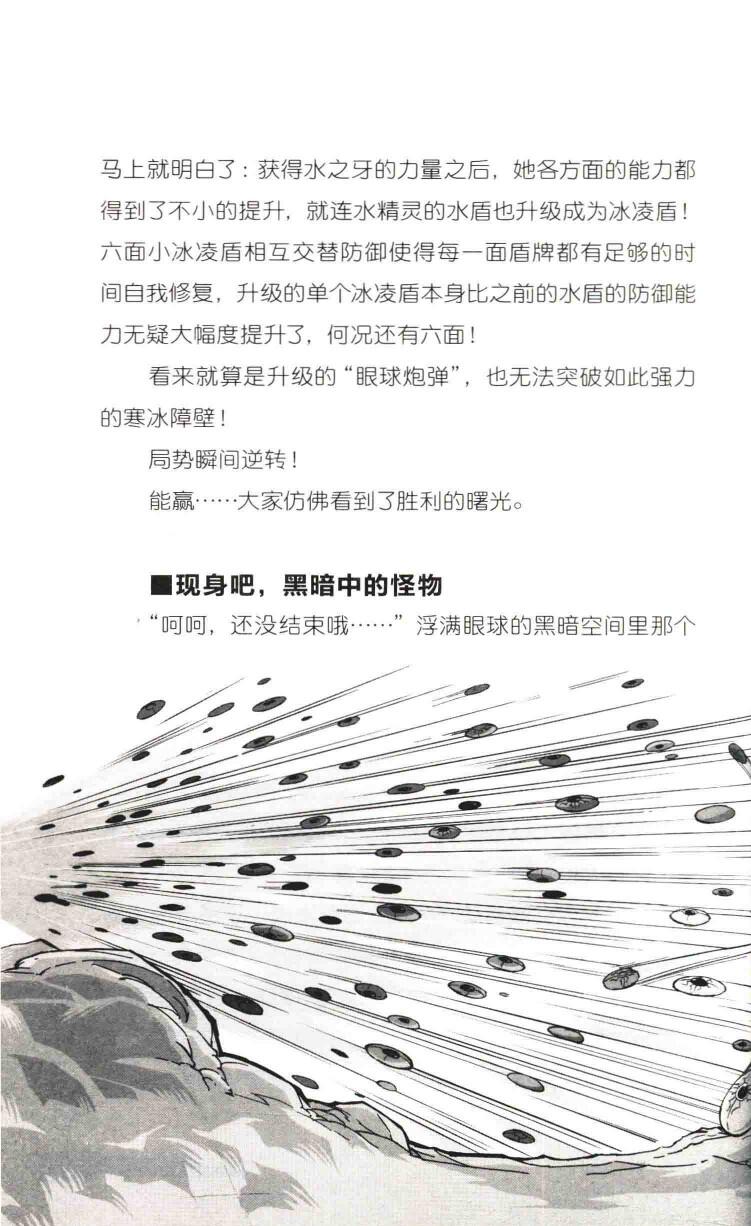 马上就明白了：获得水之牙的力量之后，她各方面的能力都
得到了不小的提升，就连水精灵的水盾也升级成为冰凌盾！
六面小冰凌盾相互交替防御使得每一面盾牌都有足够的时
间自我修复，升级的单个冰凌盾本身比之前的水盾的防御能
力无疑大幅度提升了，何况还有六面！
看来就算是升级的“眼球炮弹”，也无法突破如此强力
的寒冰障壁！
局势瞬间逆转！
能赢……大家仿佛看到了胜利的曙光。
■现身吧，黑暗中的怪物
“呵呵，还没结束哦……”浮满眼球的黑暗空间里那个